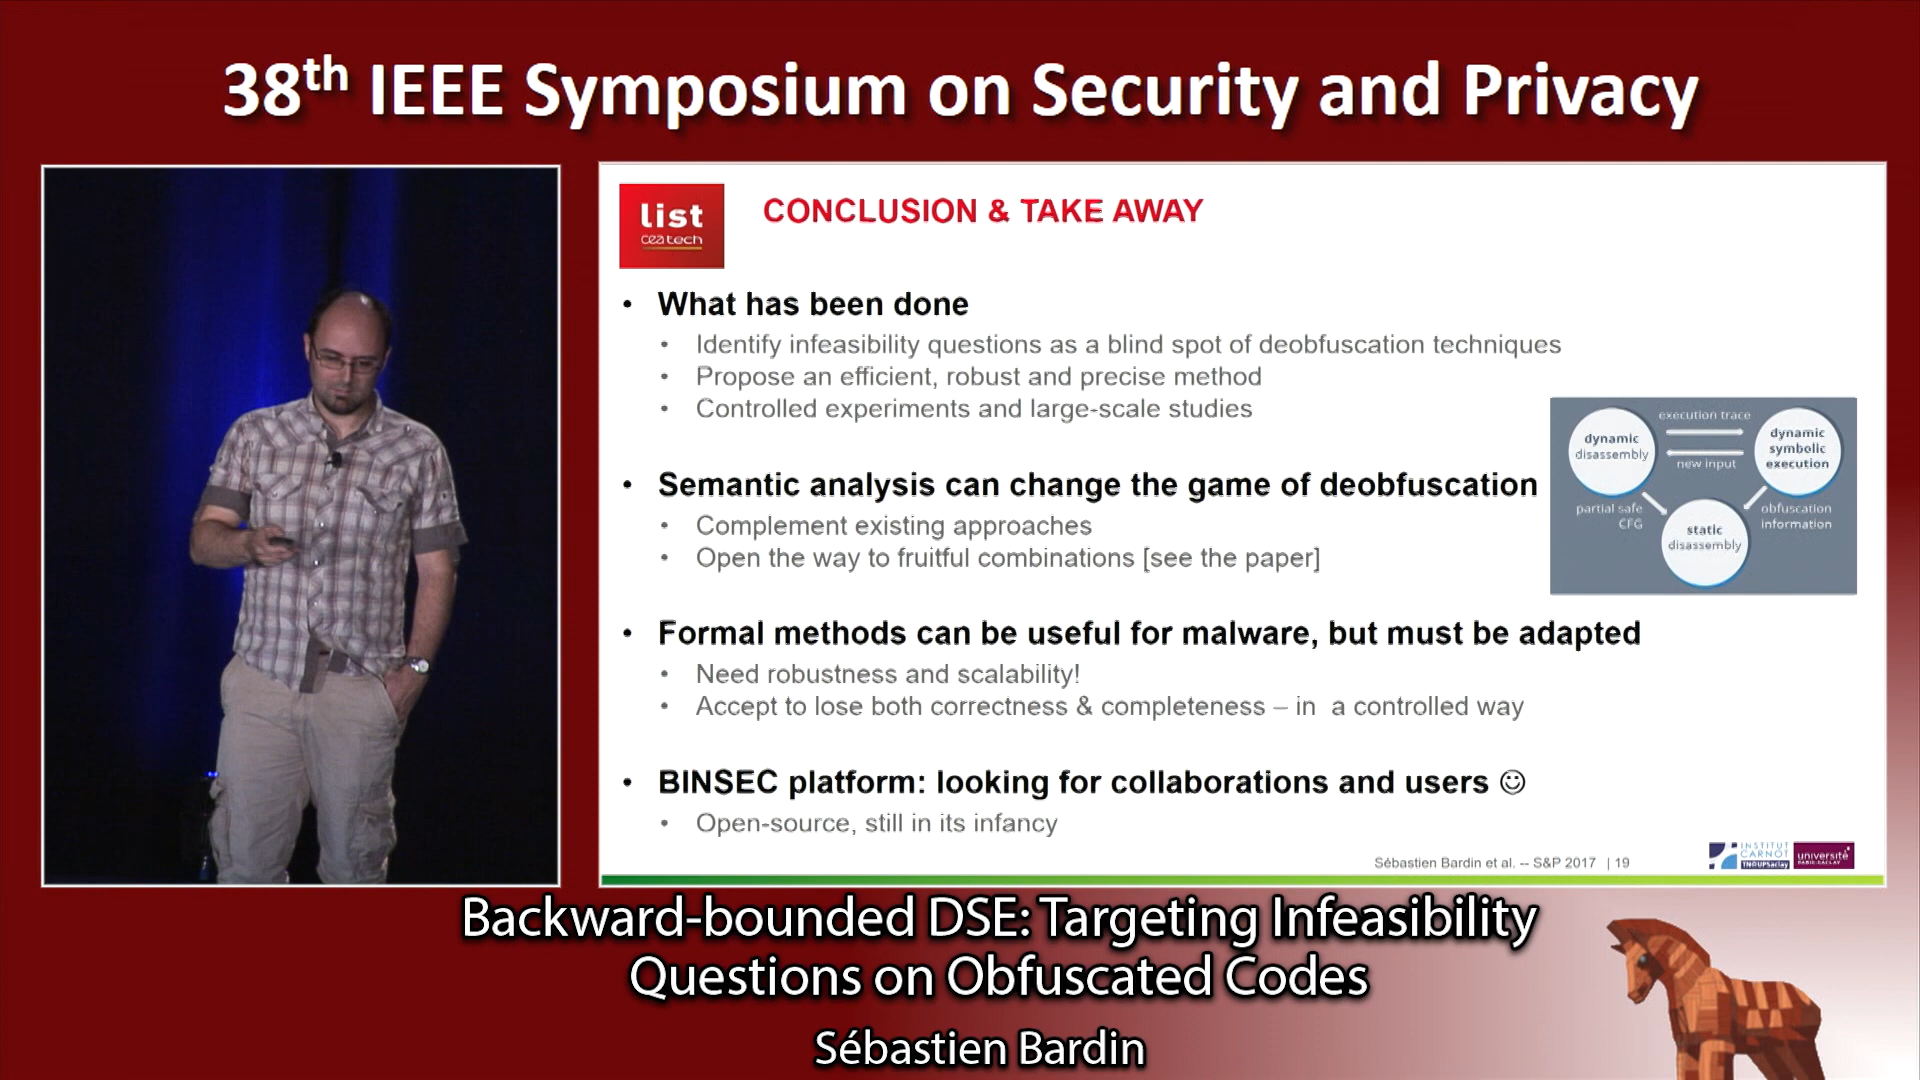 38th IEEE Symposium on Security and Privacy
list
ceatech
CONCLUSION & TAKE AWAY
• What has been done
• Identify infeasibility questions as a blind spot of deobfuscation techniques
• Propose an efficient, robust and precise method
• Controlled experiments and large-scale studies
• Semantic analysis can change the game of deobfuscation
• Complement existing approaches
• Open the way to fruitful combinations [see the paper]
execution trace
dynamic
disassembly
dynamic
symbolic
execution
new input
partial safe
CFG
obfuscation
information
static
disassembly
• Formal methods can be useful for malware, but must be adapted
• Need robustness and scalability!
• Accept to lose both correctness & completeness – in a controlled way
• BINSEC platform: looking for collaborations and users ☺
• Open-source, still in its infancy
Sébastien Bardin et al. -- S&P 2017 | 19
INSTITUT
CARNOT
université
PARIS-SACLAY
Backward-bounded DSE: Targeting Infeasibility
Questions on Obfuscated Codes
Sébastien Bardin